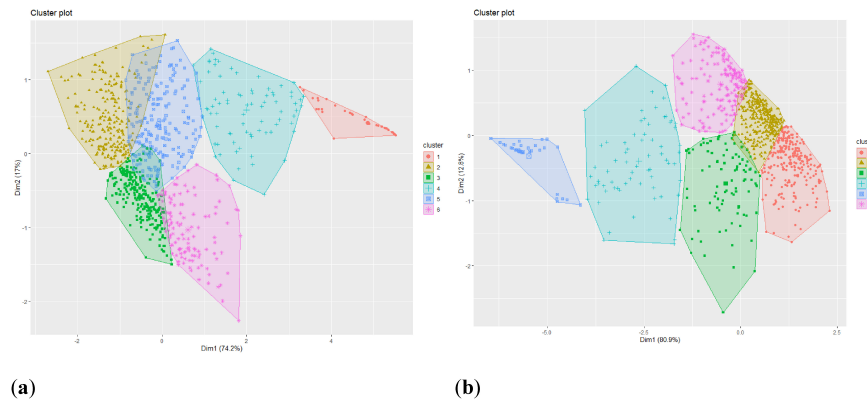 Cluster plot
1
0
-1
-2
Dim2 (17%)
-2
0
2
4
Dim1 (74.2%)
cluster
1
2
3
4
5
6
(a)
Cluster plot
1
0
-1
-2
Dim2 (12.8%)
-5.0
-2.5
0.0
2.5
Dim1 (80.9%)
clus
(b)